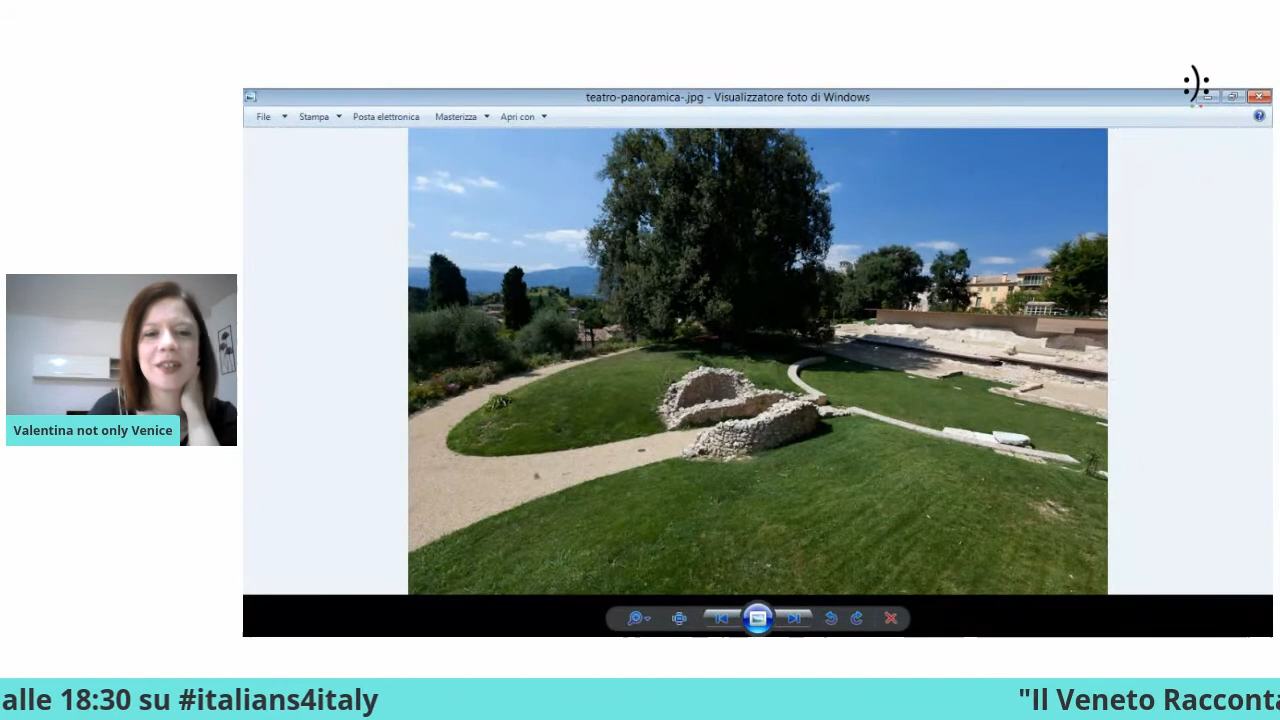 teatro-panoramica-.jpg - Visualizzatore foto di Windows
File Stampa Posta elettronica Masterizza Apri con
Valentina not only Venice
alle 18:30 su #italians4italy "Il Veneto Racconta